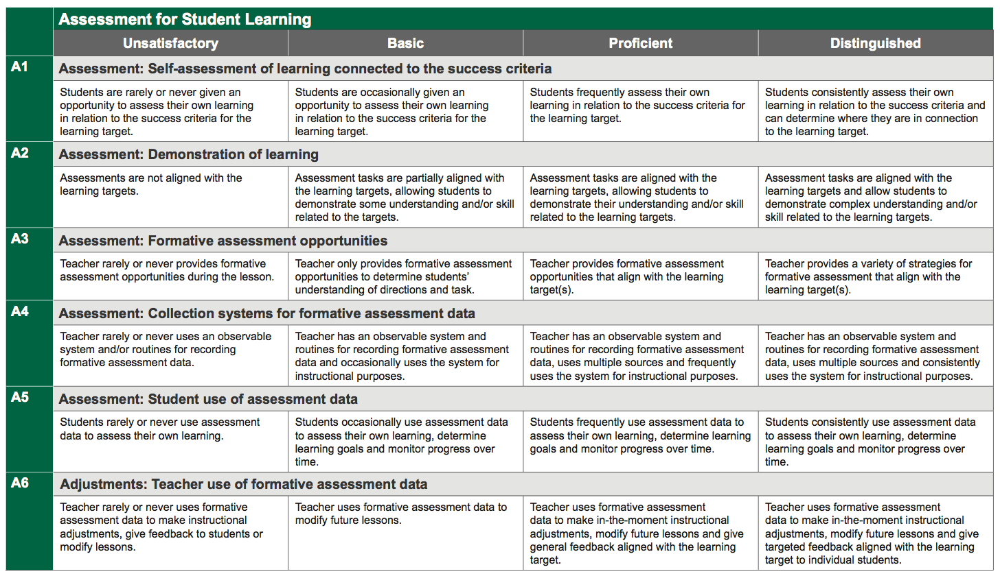 Assessment for Student Learning
Unsatisfactory
Basic
Proficient
Distinguished
A1
Assessment: Self-assessment of learning connected to the success criteria
Students are rarely or never given an
opportunity to assess their own learning
in relation to the success criteria for the
learning target.
Students are occasionally given an
opportunity to assess their own learning
in relation to the success criteria for the
learning target.
Students frequently assess their own
learning in relation to the success criteria for
the learning target.
Students consistently assess their own
learning in relation to the success criteria and
can determine where they are in connection
to the learning target.
A2
Assessment: Demonstration of learning
Assessments are not aligned with the
learning targets.
Assessment tasks are partially aligned with
the learning targets, allowing students to
demonstrate some understanding and/or skill
related to the targets.
Assessment tasks are aligned with the
learning targets, allowing students to
demonstrate their understanding and/or skill
related to the learning targets.
Assessment tasks are aligned with the
learning targets and allow students to
demonstrate complex understanding and/or
skill related to the learning targets.
A3
Assessment: Formative assessment opportunities
Teacher rarely or never provides formative
assessment opportunities during the lesson.
Teacher only provides formative assessment
opportunities to determine students’
understanding of directions and task.
Teacher provides formative assessment
opportunities that align with the learning
target(s).
Teacher provides a variety of strategies for
formative assessment that align with the
learning target(s).
A4
Assessment: Collection systems for formative assessment data
Teacher rarely or never uses an observable
system and/or routines for recording
formative assessment data.
Teacher has an observable system and
routines for recording formative assessment
data and occasionally uses the system for
instructional purposes.
Teacher has an observable system and
routines for recording formative assessment
data, uses multiple sources and frequently
uses the system for instructional purposes.
Teacher has an observable system and
routines for recording formative assessment
data, uses multiple sources and consistently
uses the system for instructional purposes.
A5
Assessment: Student use of assessment data
Students rarely or never use assessment
data to assess their own learning.
Students occasionally use assessment data
to assess their own learning, determine
learning goals and monitor progress over
time.
Students frequently use assessment data to
assess their own learning, determine learning
goals and monitor progress over time.
Students consistently use assessment data
to assess their own learning, determine
learning goals and monitor progress over
time.
A6
Adjustments: Teacher use of formative assessment data
Teacher rarely or never uses formative
assessment data to make instructional
adjustments, give feedback to students or
modify lessons.
Teacher uses formative assessment data to
modify future lessons.
Teacher uses formative assessment
data to make in-the-moment instructional
adjustments, modify future lessons and give
general feedback aligned with the learning
target.
Teacher uses formative assessment
data to make in-the-moment instructional
adjustments, modify future lessons and give
targeted feedback aligned with the learning
target to individual students.